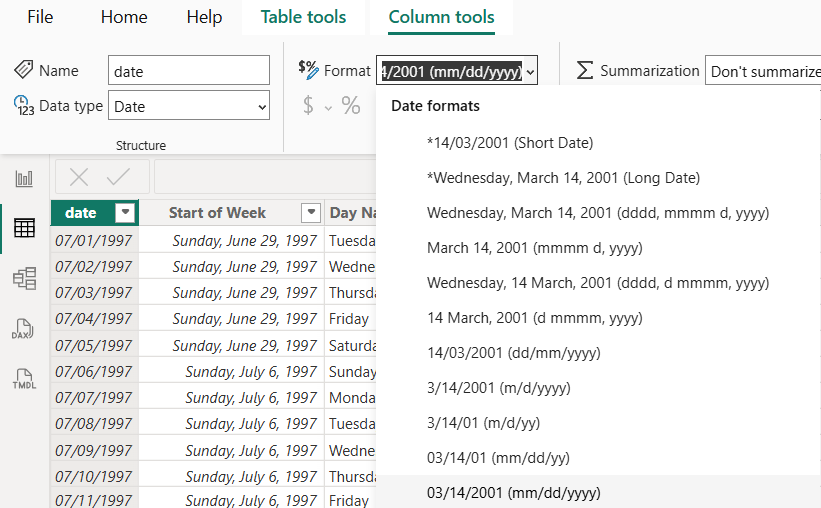 File Home Help Table tools Column tools
Name date Format 4/2001 (mm/dd/yyyy) Summarization Don't summarize
Data type Date $ %
Structure
Date formats
*14/03/2001 (Short Date)
*Wednesday, March 14, 2001 (Long Date)
Wednesday, March 14, 2001 (dddd, mmmm d, yyyy)
March 14, 2001 (mmmm d, yyyy)
Wednesday, 14 March, 2001 (dddd, d mmmm, yyyy)
14 March, 2001 (d mmmm, yyyy)
14/03/2001 (dd/mm/yyyy)
3/14/2001 (m/d/yyyy)
3/14/01 (m/d/yy)
03/14/01 (mm/dd/yy)
03/14/2001 (mm/dd/yyyy)
DAX
TMDL
date Start of Week Day Na
07/01/1997 Sunday, June 29, 1997 Tuesda
07/02/1997 Sunday, June 29, 1997 Wedne
07/03/1997 Sunday, June 29, 1997 Thursda
07/04/1997 Sunday, June 29, 1997 Friday
07/05/1997 Sunday, June 29, 1997 Saturda
07/06/1997 Sunday, July 6, 1997 Sunday
07/07/1997 Sunday, July 6, 1997 Monda
07/08/1997 Sunday, July 6, 1997 Tuesda
07/09/1997 Sunday, July 6, 1997 Wedne
07/10/1997 Sunday, July 6, 1997 Thursda
07/11/1997 Sunday, July 6, 1997 Friday